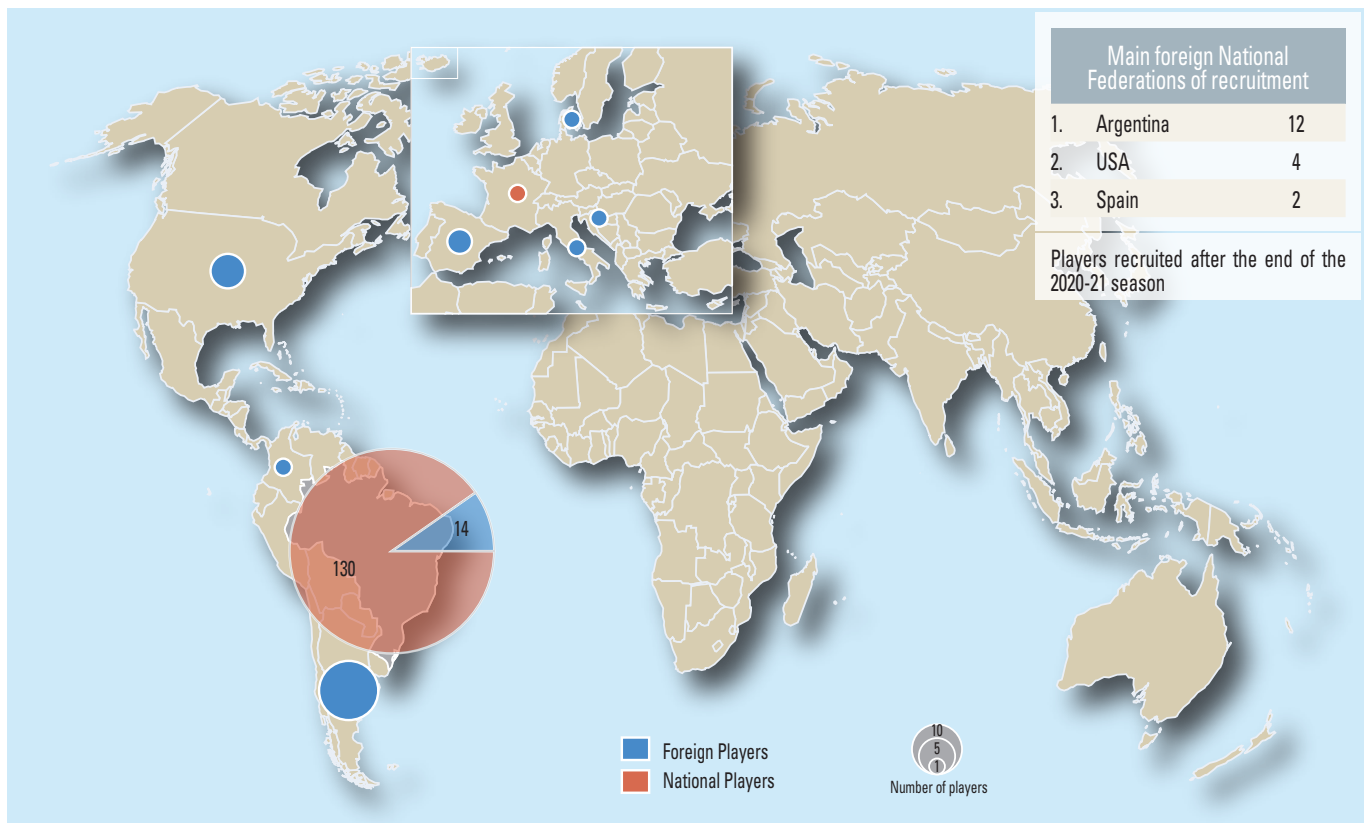 Main foreign National
Federations of recruitment
1. Argentina 12
2. USA 4
3. Spain 2
Players recruited after the end of the
2020-21 season
14
130
Foreign Players
National Players
10
5
1
Number of players